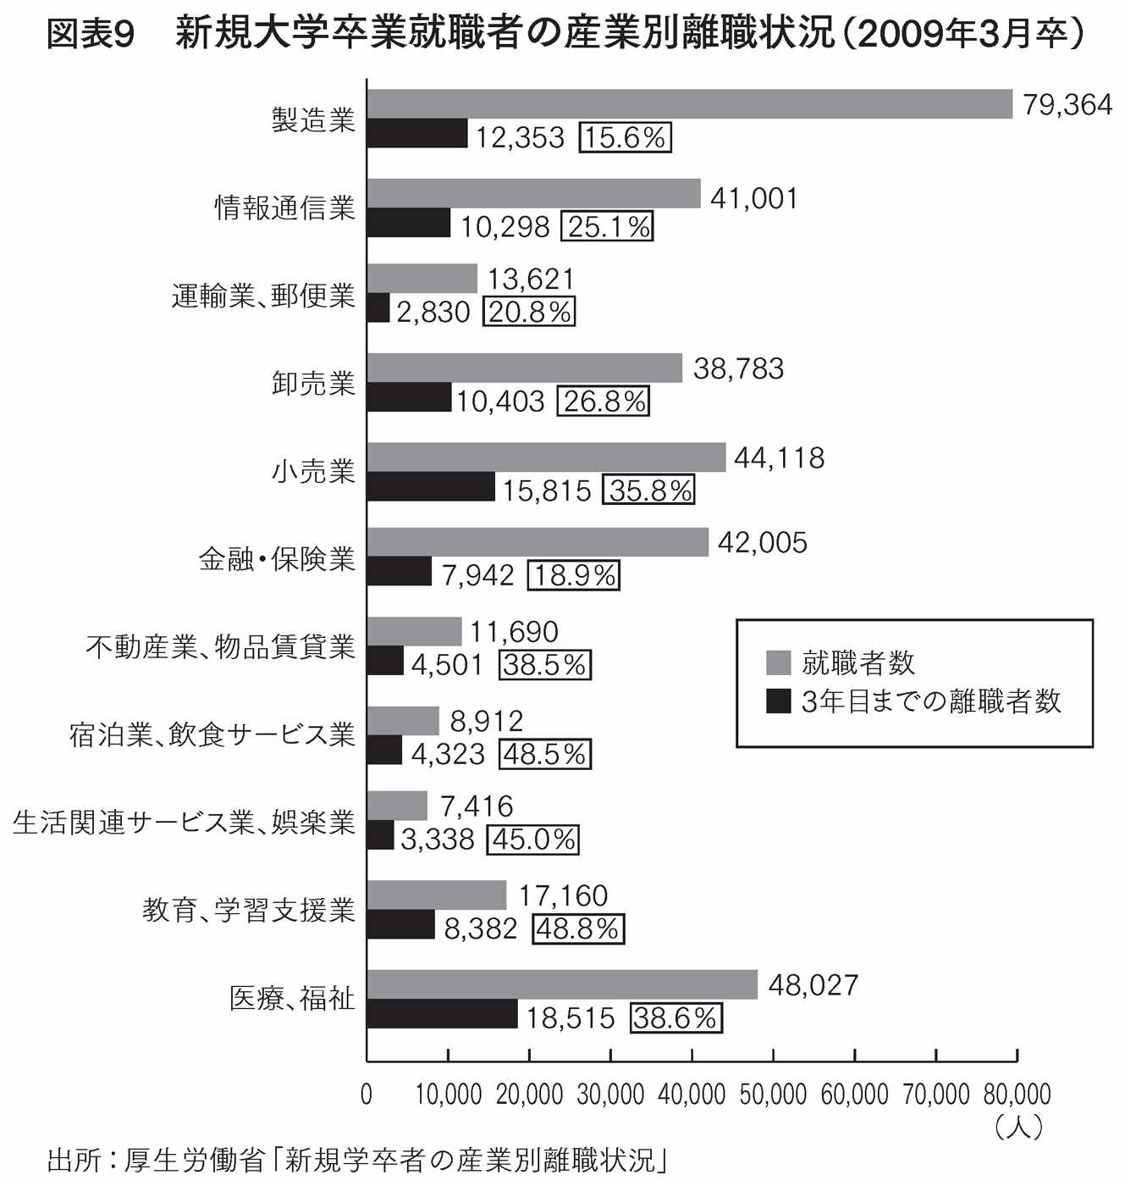 図表9　新規大学卒業就職者の産業別離職状況（2009年3月卒）
製造業
79,364
12,353 15.6%
情報通信業
41,001
10,298 25.1%
運輸業、郵便業
13,621
2,830 20.8%
卸売業
38,783
10,403 26.8%
小売業
44,118
15,815 35.8%
金融・保険業
42,005
7,942 18.9%
不動産業、物品賃貸業
11,690
4,501 38.5%
宿泊業、飲食サービス業
8,912
4,323 48.5%
生活関連サービス業、娯楽業
7,416
3,338 45.0%
教育、学習支援業
17,160
8,382 48.8%
医療、福祉
48,027
18,515 38.6%
就職者数
3年目までの離職者数
0 10,000 20,000 30,000 40,000 50,000 60,000 70,000 80,000
（人）
出所：厚生労働省「新規学卒者の産業別離職状況」